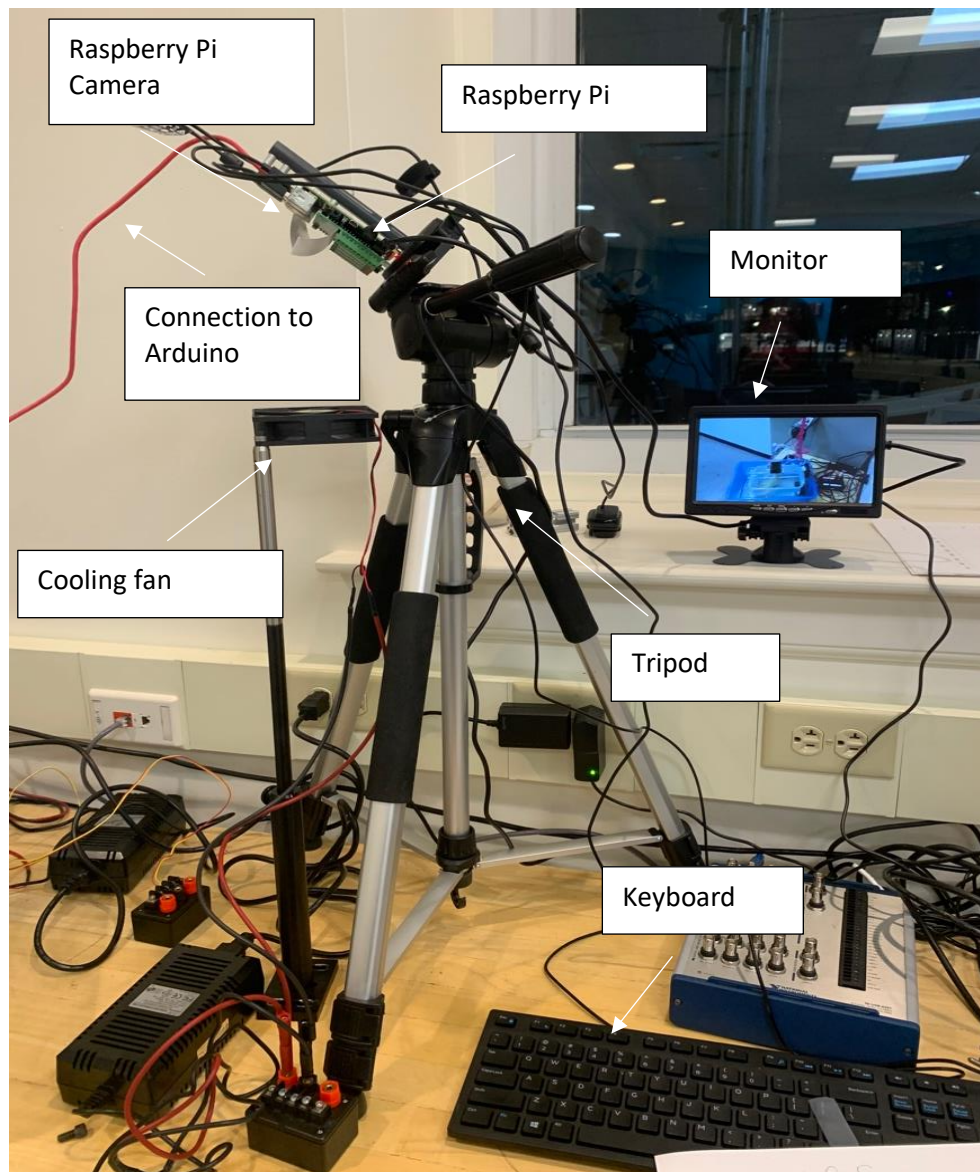 Raspberry Pi
Camera
Raspberry Pi
Monitor
Connection to
Arduino
Cooling fan
Tripod
Keyboard